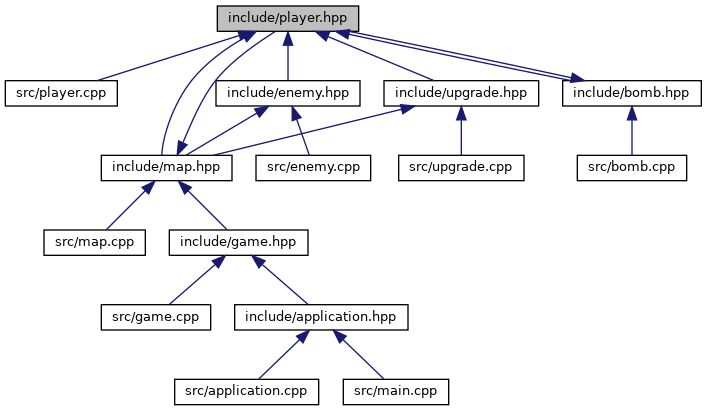 include/player.hpp
src/player.cpp
include/enemy.hpp
include/upgrade.hpp
include/bomb.hpp
include/map.hpp
src/enemy.cpp
src/upgrade.cpp
src/bomb.cpp
src/map.cpp
include/game.hpp
src/game.cpp
include/application.hpp
src/application.cpp
src/main.cpp